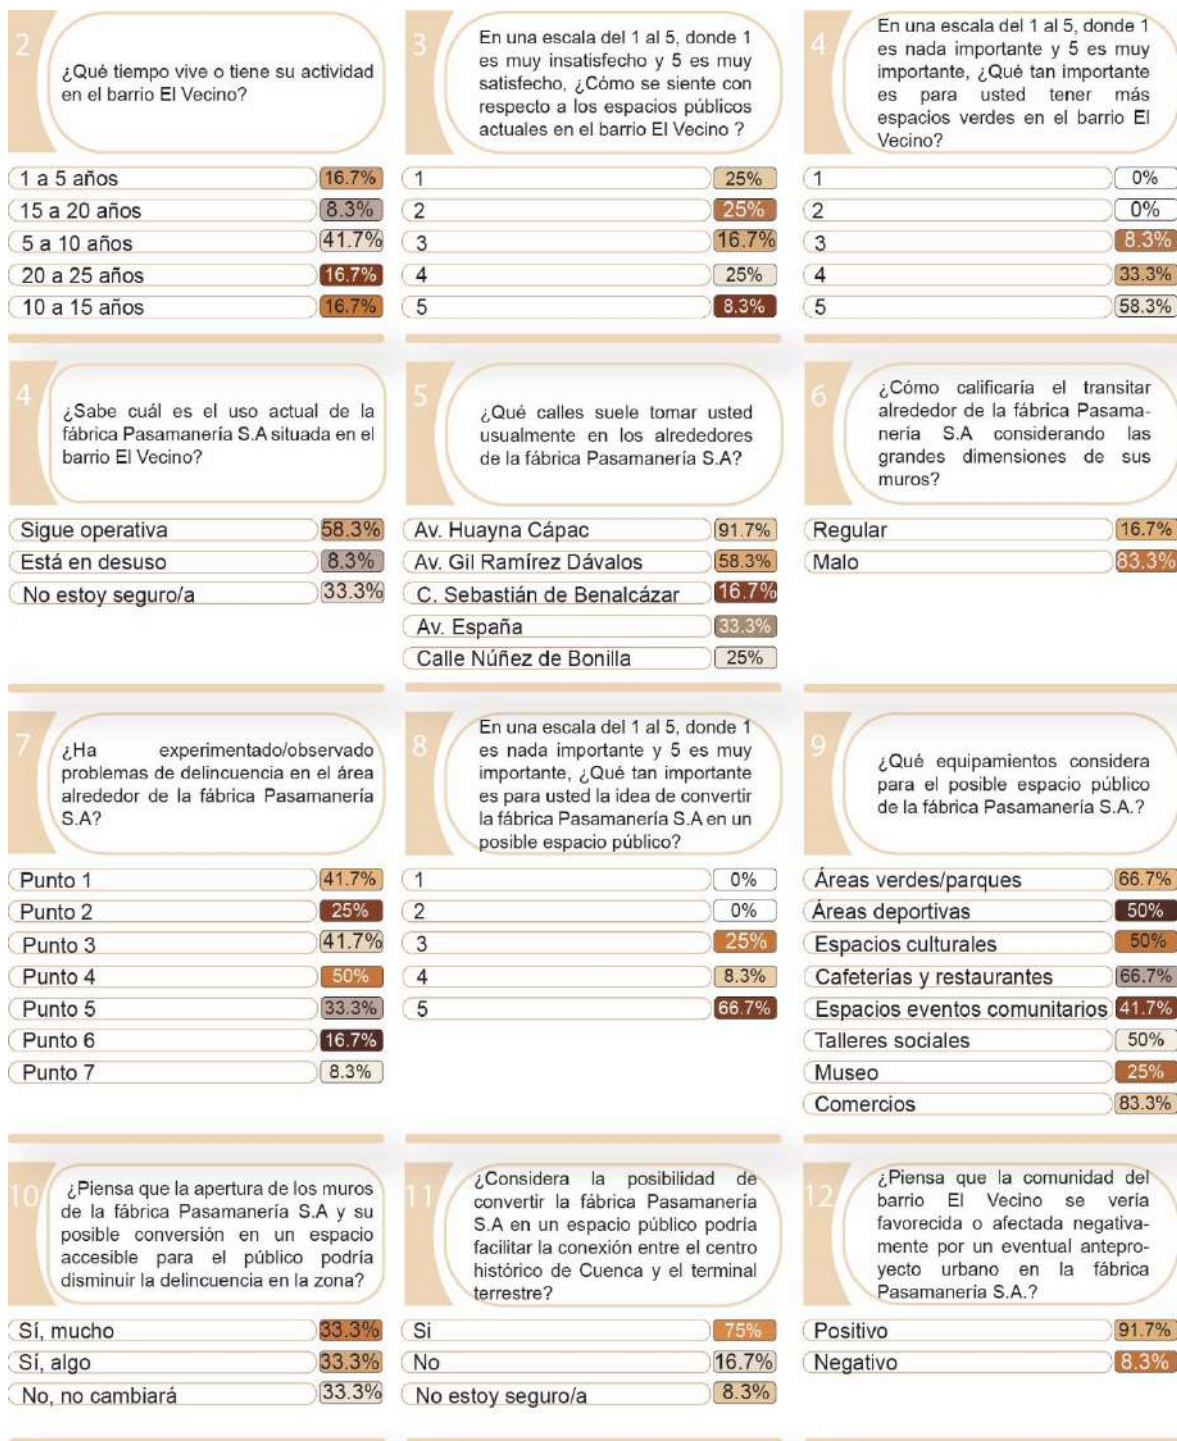 2
¿Qué tiempo vive o tiene su actividad
en el barrio El Vecino?
1 a 5 años 16.7%
15 a 20 años 8.3%
5 a 10 años 41.7%
20 a 25 años 16.7%
10 a 15 años 16.7%
3
En una escala del 1 al 5, donde 1
es muy insatisfecho y 5 es muy
satisfecho, ¿Cómo se siente con
respecto a los espacios públicos
actuales en el barrio El Vecino ?
1 25%
2 25%
3 16.7%
4 25%
5 8.3%
4
En una escala del 1 al 5, donde 1
es nada importante y 5 es muy
importante, ¿Qué tan importante
es para usted tener más
espacios verdes en el barrio El
Vecino?
1 0%
2 0%
3 8.3%
4 33.3%
5 58.3%
4
¿Sabe cuál es el uso actual de la
fábrica Pasamanería S.A situada en el
barrio El Vecino?
Sigue operativa 58.3%
Está en desuso 8.3%
No estoy seguro/a 33.3%
5
¿Qué calles suele tomar usted
usualmente en los alrededores
de la fábrica Pasamanería S.A?
Av. Huayna Cápac 91.7%
Av. Gil Ramírez Dávalos 58.3%
C. Sebastián de Benalcázar 16.7%
Av. España 33.3%
Calle Núñez de Bonilla 25%
6
¿Cómo calificaría el transitar
alrededor de la fábrica Pasama-
nería S.A considerando las
grandes dimensiones de sus
muros?
Regular 16.7%
Malo 83.3%
7
¿Ha experimentado/observado
problemas de delincuencia en el área
alrededor de la fábrica Pasamanería
S.A?
Punto 1 41.7%
Punto 2 25%
Punto 3 41.7%
Punto 4 50%
Punto 5 33.3%
Punto 6 16.7%
Punto 7 8.3%
8
En una escala del 1 al 5, donde 1
es nada importante y 5 es muy
importante, ¿Qué tan importante
es para usted la idea de convertir
la fábrica Pasamanería S.A en un
posible espacio público?
1 0%
2 0%
3 25%
4 8.3%
5 66.7%
9
¿Qué equipamientos considera
para el posible espacio público
de la fábrica Pasamanería S.A.?
Áreas verdes/parques 66.7%
Áreas deportivas 50%
Espacios culturales 50%
Cafeterías y restaurantes 66.7%
Espacios eventos comunitarios 41.7%
Talleres sociales 50%
Museo 25%
Comercios 83.3%
10
¿Piensa que la apertura de los muros
de la fábrica Pasamanería S.A y su
posible conversión en un espacio
accesible para el público podría
disminuir la delincuencia en la zona?
Sí, mucho 33.3%
Sí, algo 33.3%
No, no cambiará 33.3%
11
¿Considera la posibilidad de
convertir la fábrica Pasamanería
S.A en un espacio público podría
facilitar la conexión entre el centro
histórico de Cuenca y el terminal
terrestre?
Si 75%
No 16.7%
No estoy seguro/a 8.3%
12
¿Piensa que la comunidad del
barrio El Vecino se vería
favorecida o afectada negativa-
mente por un eventual antepro-
yecto urbano en la fábrica
Pasamanería S.A.?
Positivo 91.7%
Negativo 8.3%